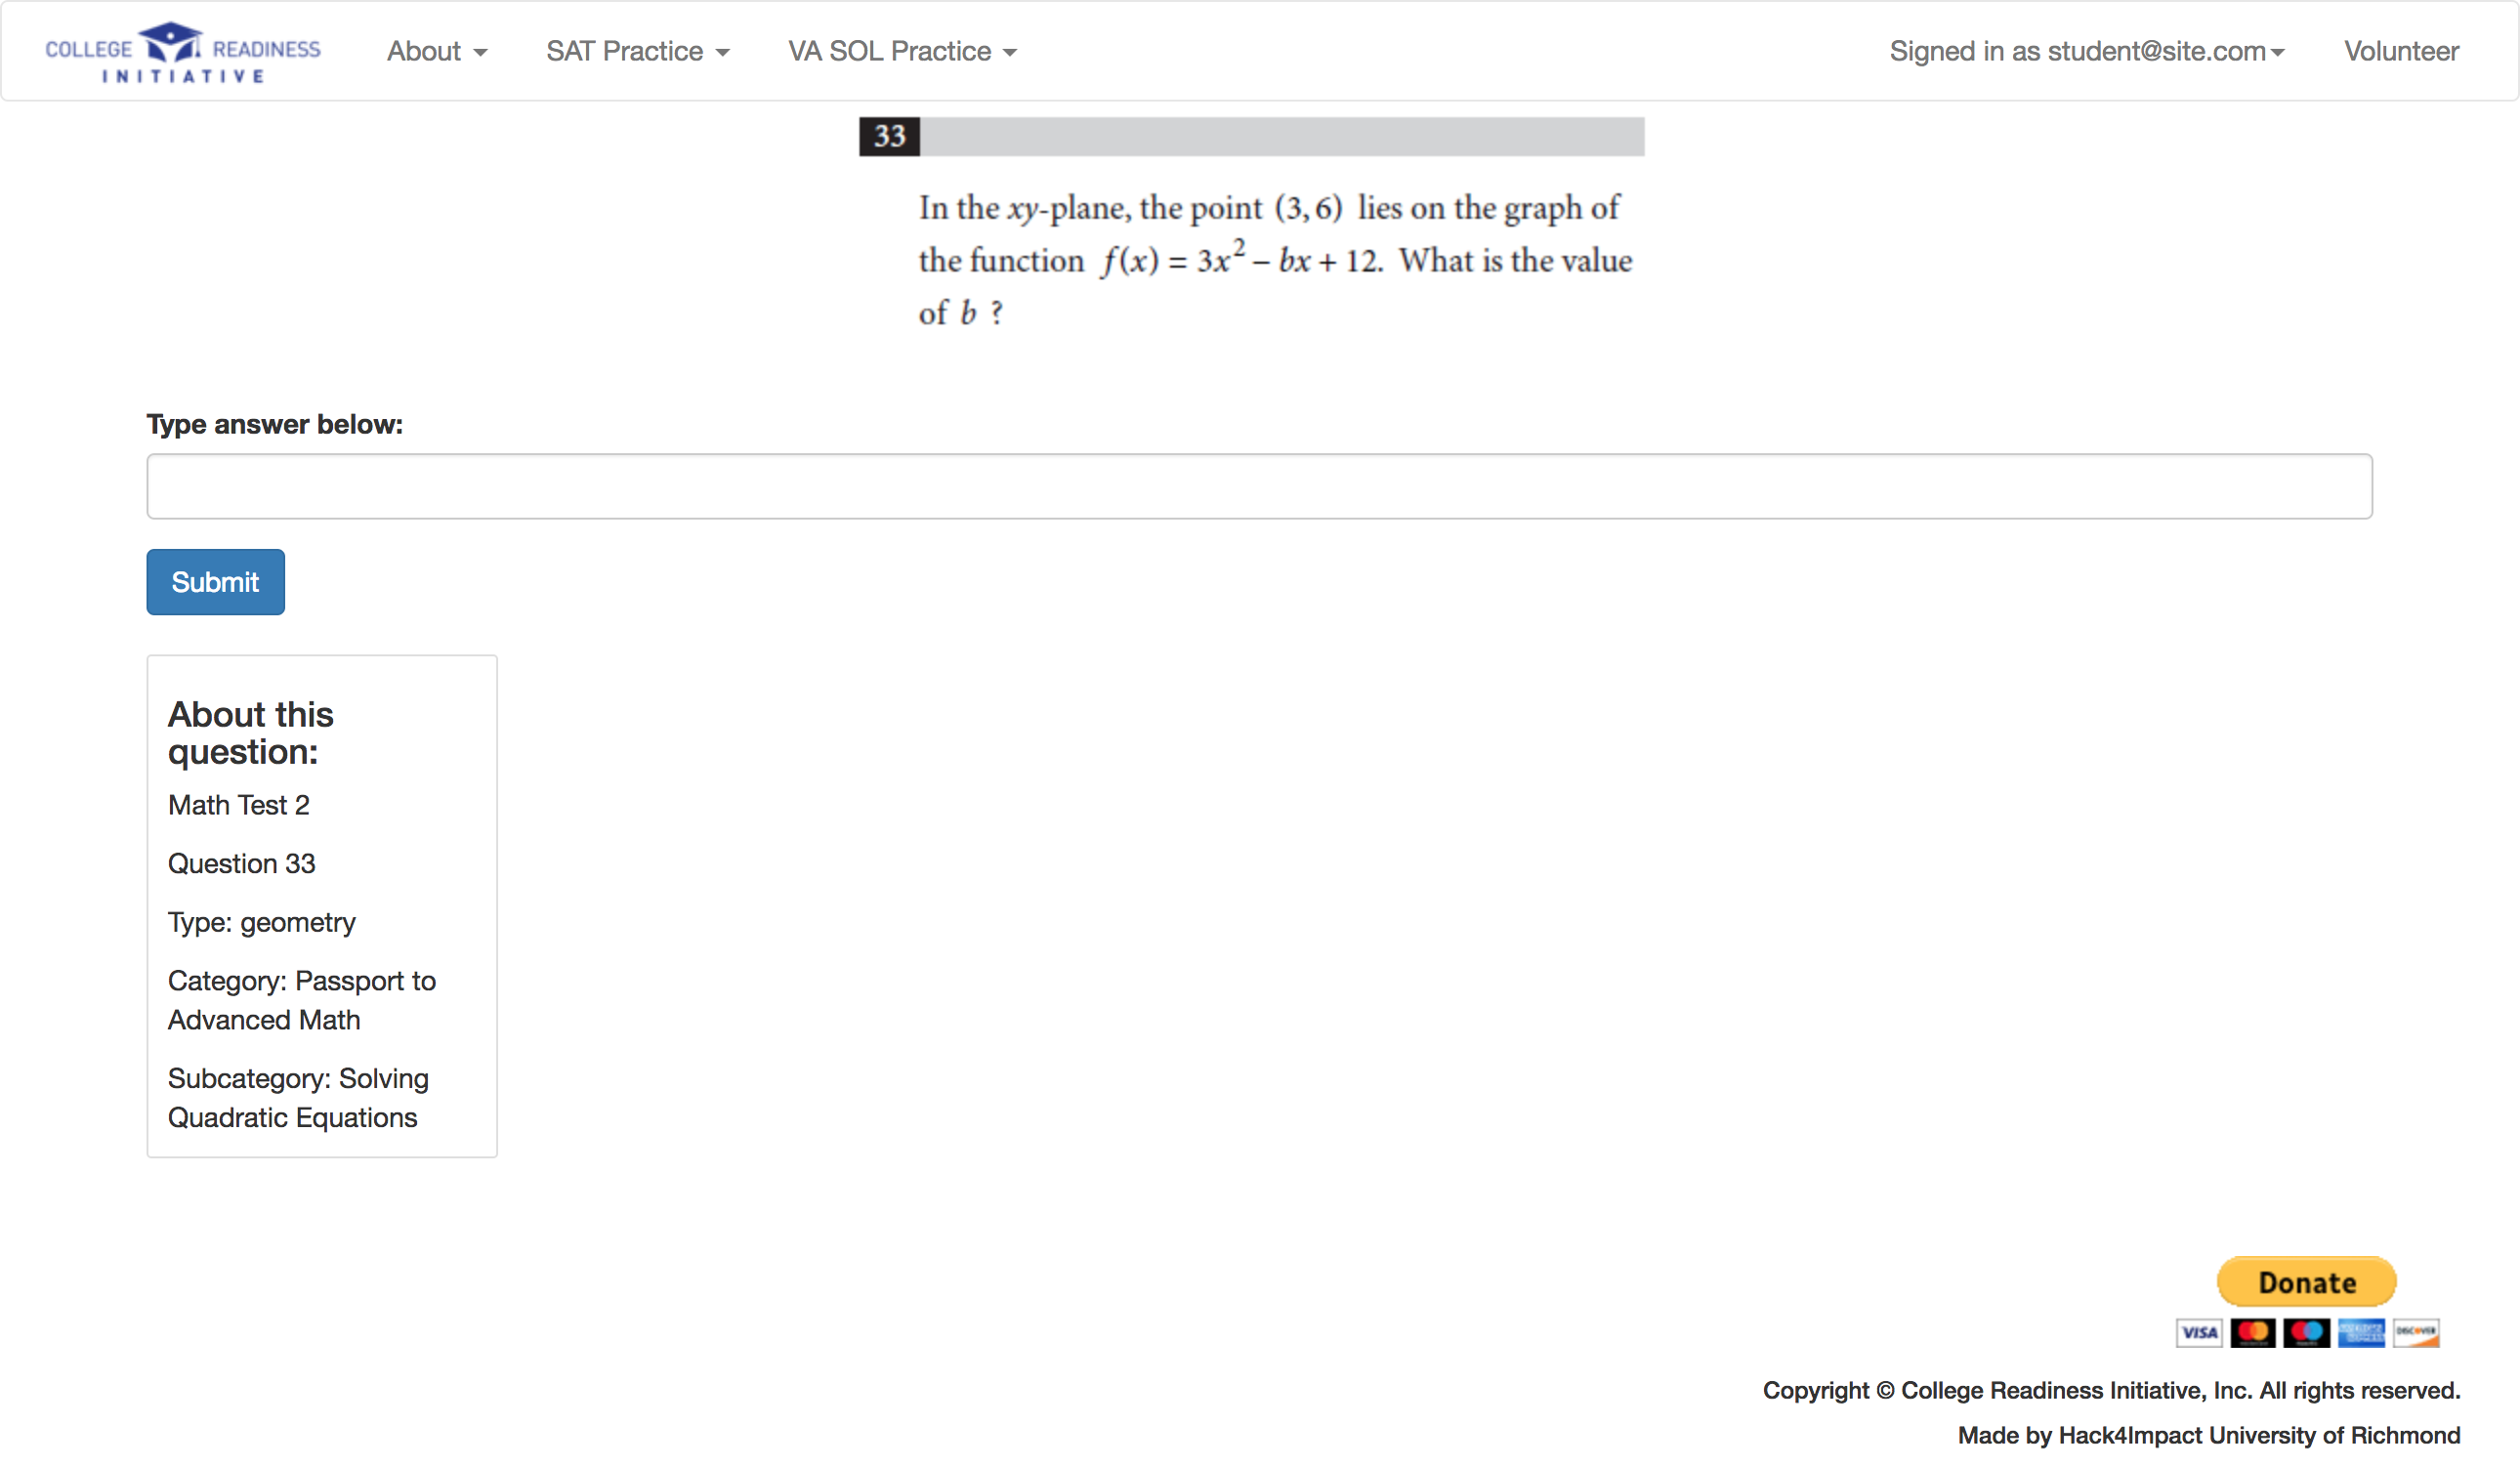 COLLEGE READINESS
INITIATIVE
About
SAT Practice
VA SOL Practice
Signed in as student@site.com
Volunteer
33
In the xy-plane, the point (3, 6) lies on the graph of
the function f(x) = 3x² – bx + 12. What is the value
of b ?
Type answer below:
Submit
About this
question:
Math Test 2
Question 33
Type: geometry
Category: Passport to
Advanced Math
Subcategory: Solving
Quadratic Equations
Donate
VISA
DISCOVER
Copyright © College Readiness Initiative, Inc. All rights reserved.
Made by Hack4Impact University of Richmond